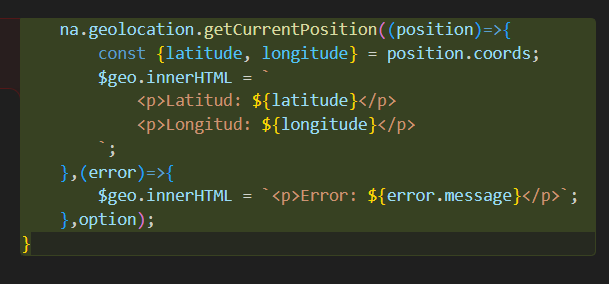 na.geolocation.getCurrentPosition((position)=>{
const {latitude, longitude} = position.coords;
$geo.innerHTML = `
<p>Latitud: ${latitude}</p>
<p>Longitud: ${longitude}</p>
`;
},(error)=>{
$geo.innerHTML = `<p>Error: ${error.message}</p>`;
},option);
}